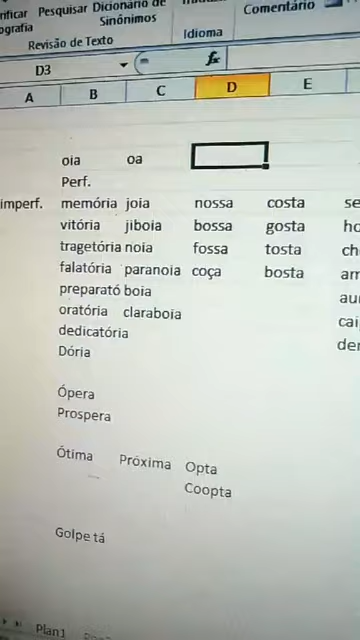 Pesquisar Dicionário de
Sinônimos
Comentário
Revisão de Texto
Idioma
D3
fx
A B C D E
oia oa
Perf.
imperf. memória joia nossa costa
vitória jiboia bossa gosta
tragetória noia fossa tosta
falatória paranoia coça bosta
preparató boia
oratória claraboia
dedicatória
Dória
Ópera
Prospera
Ótima Próxima Opta
Coopta
Golpe tá
Plan1